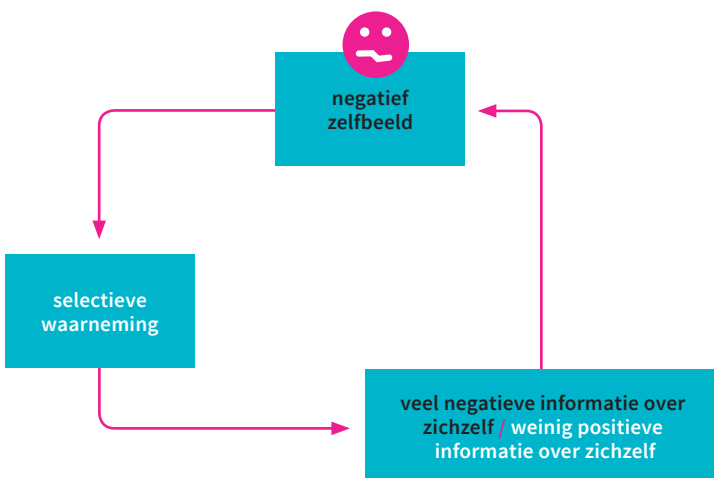 negatief
zelfbeeld
selectieve
waarneming
veel negatieve informatie over
zichzelf / weinig positieve
informatie over zichzelf